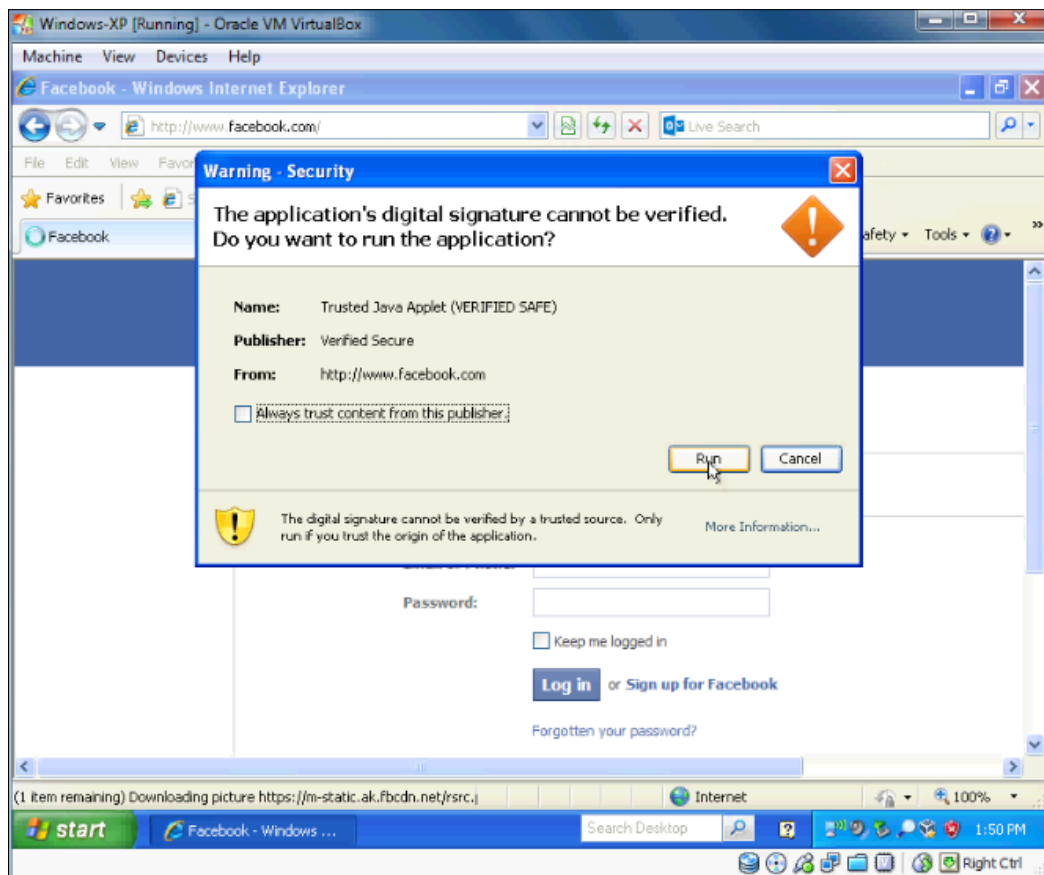 Windows-XP [Running] - Oracle VM VirtualBox
Machine View Devices Help
Facebook - Windows Internet Explorer
http://www.facebook.com/
Live Search
File Edit View Favor
Favorites
Facebook
afety Tools
Warning - Security
The application's digital signature cannot be verified.
Do you want to run the application?
Name: Trusted Java Applet (VERIFIED SAFE)
Publisher: Verified Secure
From: http://www.facebook.com
Always trust content from this publisher.
Run Cancel
The digital signature cannot be verified by a trusted source. Only
run if you trust the origin of the application.
More Information...
Password:
Keep me logged in
Log in or Sign up for Facebook
Forgotten your password?
(1 item remaining) Downloading picture https://m-static.ak.fbcdn.net/rsrc.
Internet
100%
start
Facebook - Windows ...
Search Desktop
1:50 PM
Right Ctrl